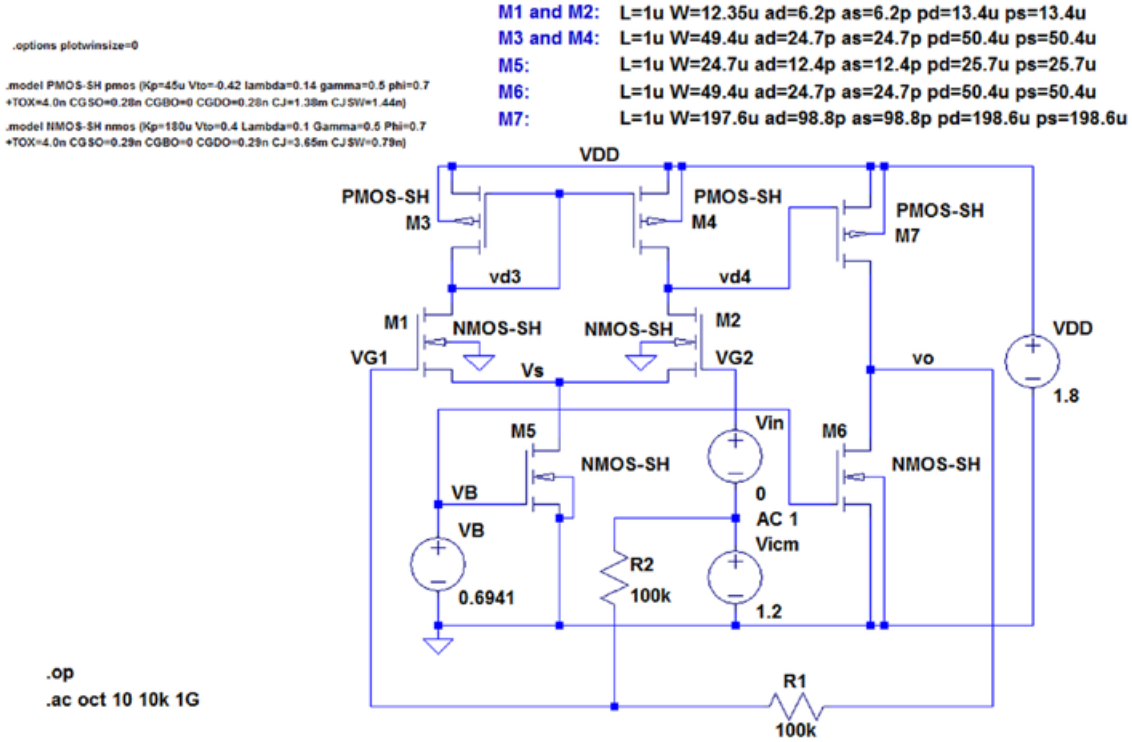 M1 and M2: L=1u W=12.35u ad=6.2p as=6.2p pd=13.4u ps=13.4u
M3 and M4: L=1u W=49.4u ad=24.7p as=24.7p pd=50.4u ps=50.4u
M5: L=1u W=24.7u ad=12.4p as=12.4p pd=25.7u ps=25.7u
M6: L=1u W=49.4u ad=24.7p as=24.7p pd=50.4u ps=50.4u
M7: L=1u W=197.6u ad=98.8p as=98.8p pd=198.6u ps=198.6u
.options plotwinsize=0
.model PMOS-SH pmos (Kp=45u Vto=-0.42 lambda=0.14 gamma=0.5 phi=0.7
+TOX=4.0n CGSO=0.28n CGBO=0 CGDO=0.28n CJ=1.38m CJSW=1.44n)
.model NMOS-SH nmos (Kp=180u Vto=0.4 Lambda=0.1 Gamma=0.5 Phi=0.7
+TOX=4.0n CGSO=0.29n CGBO=0 CGDO=0.29n CJ=3.65m CJSW=0.79n)
VDD
PMOS-SH
M3
PMOS-SH
M4
PMOS-SH
M7
vd3
vd4
M1
NMOS-SH
NMOS-SH
M2
VG1
Vs
VG2
VDD
1.8
vo
M5
NMOS-SH
Vin
0
AC 1
M6
NMOS-SH
VB
VB
0.6941
R2
100k
Vicm
1.2
R1
100k
.op
.ac oct 10 10k 1G